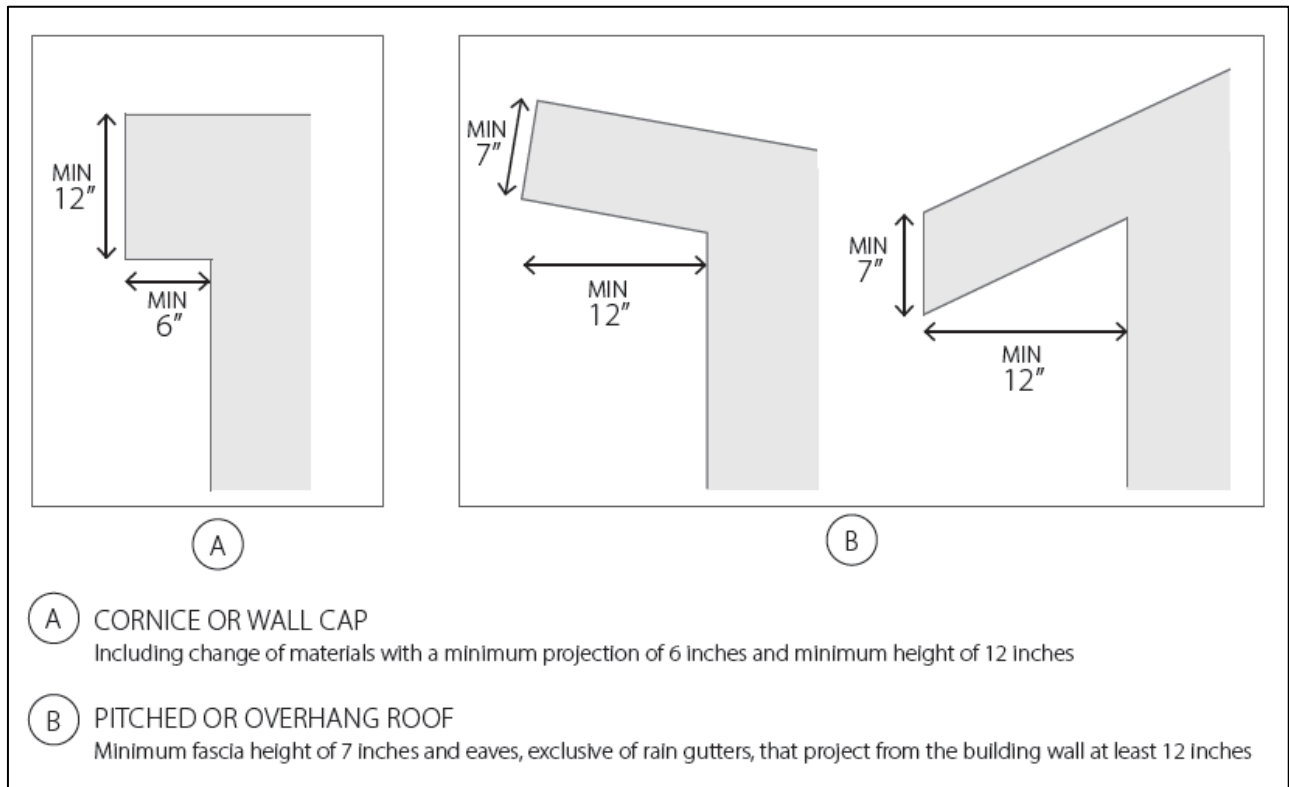 MIN
12"
MIN
6"
MIN
7"
MIN
12"
MIN
7"
MIN
12"
A
B
A CORNICE OR WALL CAP
Including change of materials with a minimum projection of 6 inches and minimum height of 12 inches
B PITCHED OR OVERHANG ROOF
Minimum fascia height of 7 inches and eaves, exclusive of rain gutters, that project from the building wall at least 12 inches